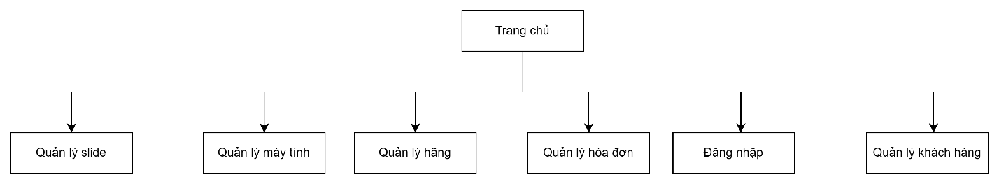 Trang chủ
Quản lý slide
Quản lý máy tính
Quản lý hãng
Quản lý hóa đơn
Đăng nhập
Quản lý khách hàng